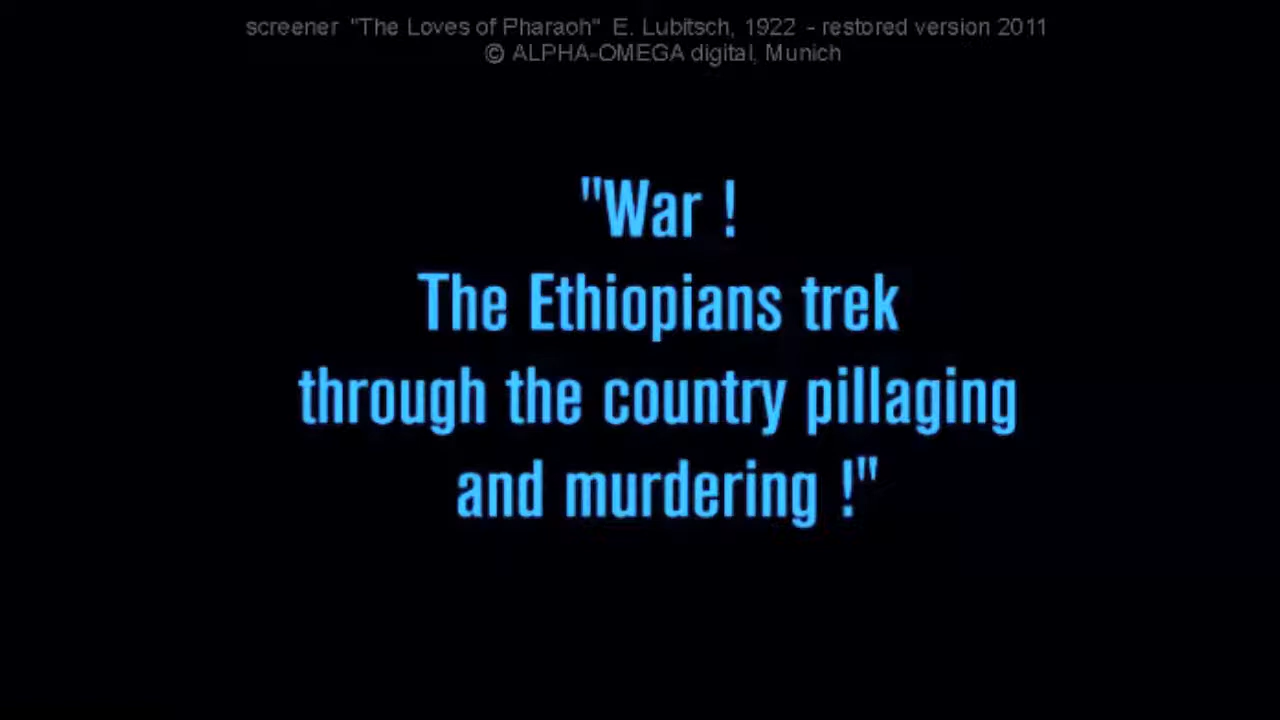 screener "The Loves of Pharaoh" E. Lubitsch, 1922 - restored version 2011
© ALPHA-OMEGA digital, Munich
"War !
The Ethiopians trek
through the country pillaging
and murdering !"